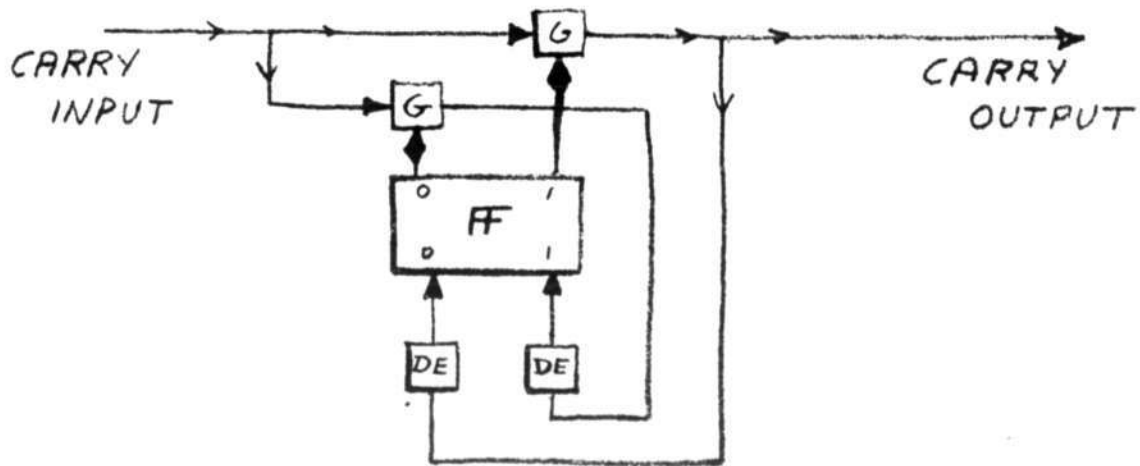 G
CARRY
INPUT
CARRY
OUTPUT
G
0 1
FF
0 1
DE DE